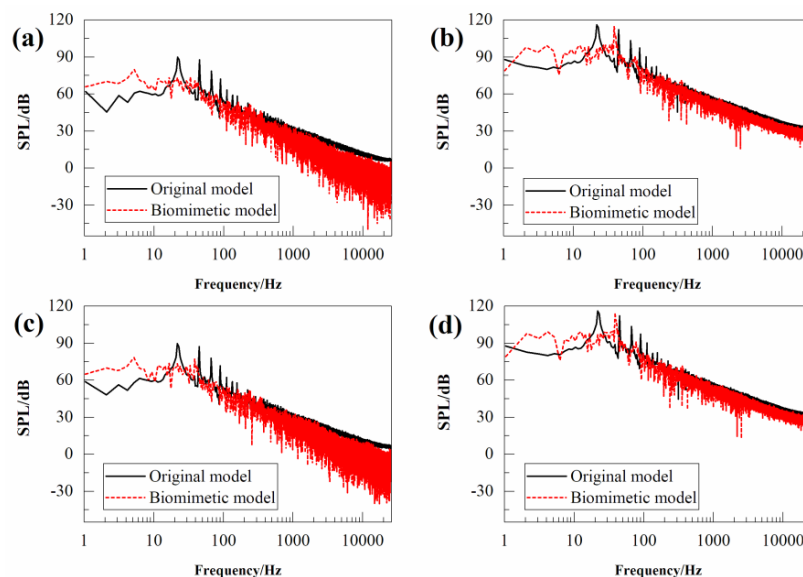 (a)
120
90
60
30
0
-30
SPL/dB
Original model
Biomimetic model
1 10 100 1000 10000
Frequency/Hz
(b)
120
90
60
30
0
-30
SPL/dB
Original model
Biomimetic model
1 10 100 1000 10000
Frequency/Hz
(c)
120
90
60
30
0
-30
SPL/dB
Original model
Biomimetic model
1 10 100 1000 10000
Frequency/Hz
(d)
120
90
60
30
0
-30
SPL/dB
Original model
Biomimetic model
1 10 100 1000 10000
Frequency/Hz